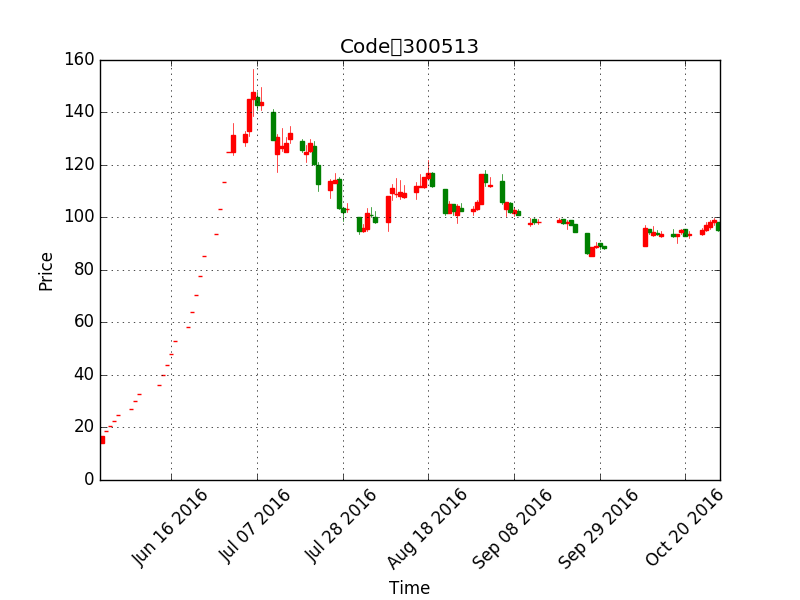 Code▯300513
160
140
120
100
80
60
40
20
0
Price
Jun 16 2016
Jul 07 2016
Jul 28 2016
Aug 18 2016
Sep 08 2016
Sep 29 2016
Oct 20 2016
Time